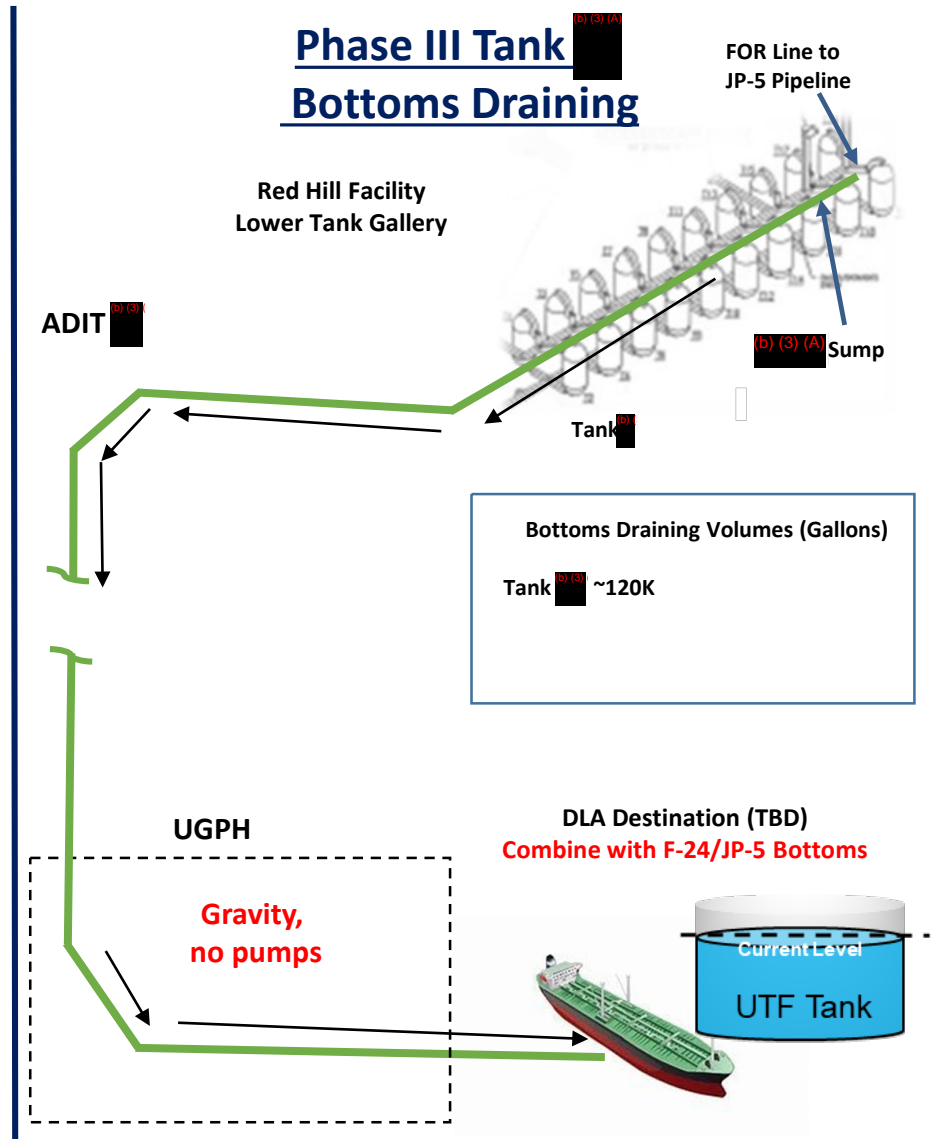 Phase III Tank (b) (3) (A)
Bottoms Draining
FOR Line to
JP-5 Pipeline
Red Hill Facility
Lower Tank Gallery
ADIT (b) (3) (
(b) (3) (A) Sump
Tank (b) (
Bottoms Draining Volumes (Gallons)
Tank (b) (3) ~120K
UGPH
DLA Destination (TBD)
Combine with F-24/JP-5 Bottoms
Gravity,
no pumps
Current Level
UTF Tank